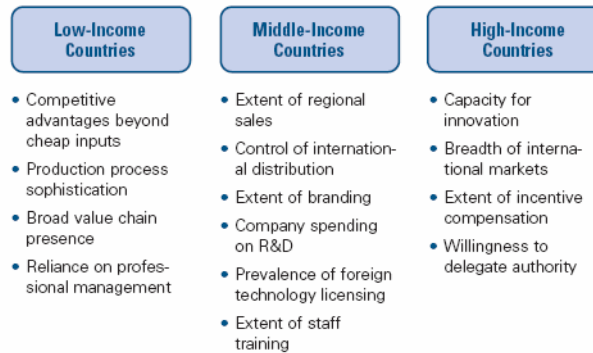 Low-Income
Countries
• Competitive
advantages beyond
cheap inputs
• Production process
sophistication
• Broad value chain
presence
• Reliance on profes-
sional management
Middle-Income
Countries
• Extent of regional
sales
• Control of internation-
al distribution
• Extent of branding
• Company spending
on R&D
• Prevalence of foreign
technology licensing
• Extent of staff
training
High-Income
Countries
• Capacity for
innovation
• Breadth of interna-
tional markets
• Extent of incentive
compensation
• Willingness to
delegate authority